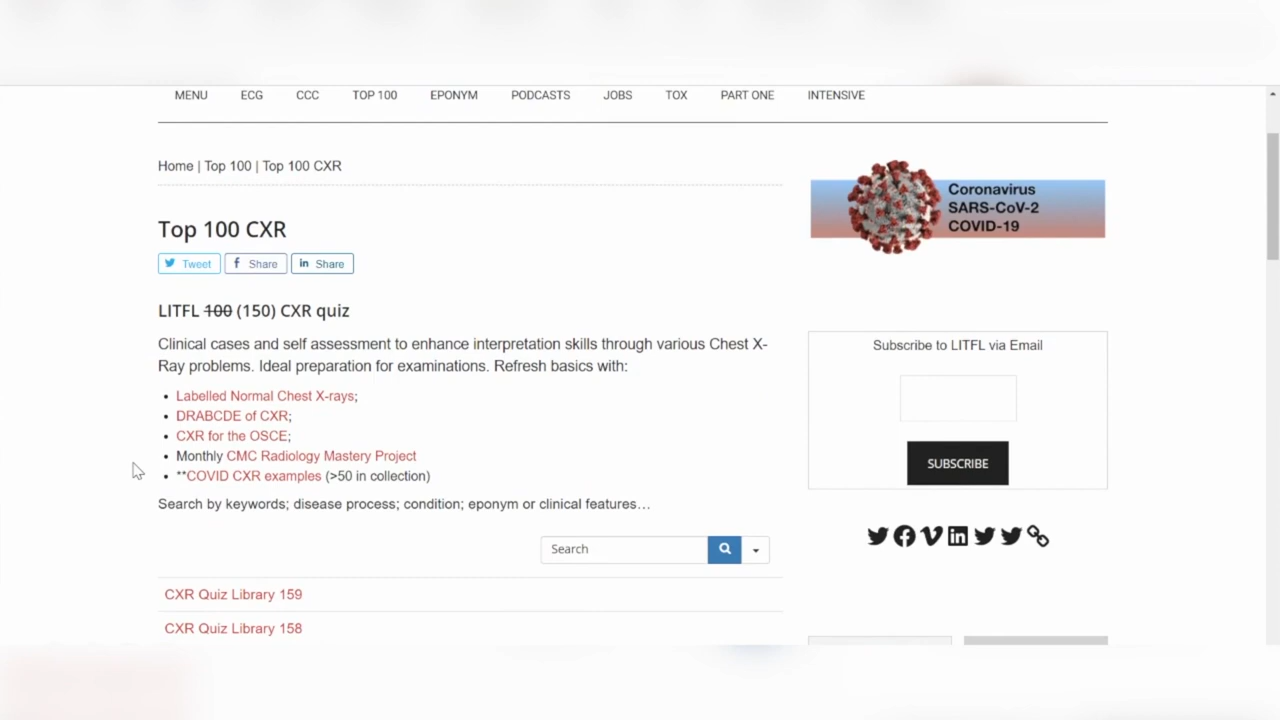 MENU ECG CCC TOP 100 EPONYM PODCASTS JOBS TOX PART ONE INTENSIVE
Home | Top 100 | Top 100 CXR
Top 100 CXR
Tweet Share Share
LITFL 100 (150) CXR quiz
Clinical cases and self assessment to enhance interpretation skills through various Chest X-
Ray problems. Ideal preparation for examinations. Refresh basics with:
• Labelled Normal Chest X-rays;
• DRABCDE of CXR;
• CXR for the OSCE;
• Monthly CMC Radiology Mastery Project
• **COVID CXR examples (>50 in collection)
Search by keywords; disease process; condition; eponym or clinical features…
Search
CXR Quiz Library 159
CXR Quiz Library 158
Coronavirus
SARS-CoV-2
COVID-19
Subscribe to LITFL via Email
SUBSCRIBE